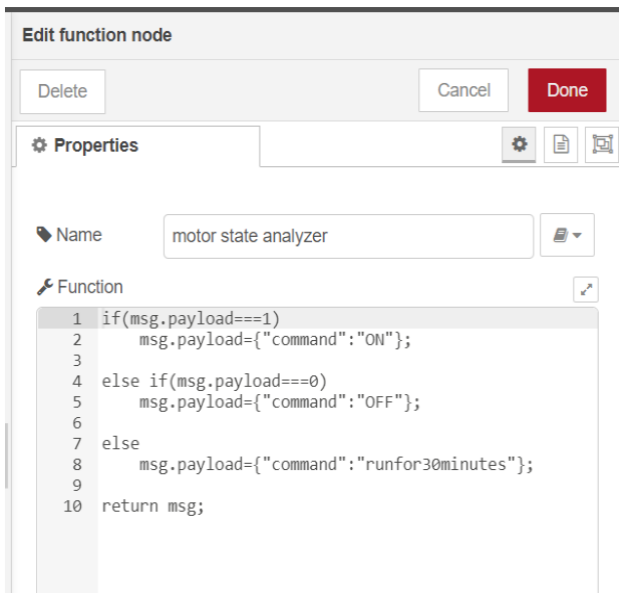 Edit function node
Delete
Cancel
Done
Properties
Name
motor state analyzer
Function
1 if(msg.payload===1)
2     msg.payload={"command":"ON"};
3
4 else if(msg.payload===0)
5     msg.payload={"command":"OFF"};
6
7 else
8     msg.payload={"command":"runfor30minutes"};
9
10 return msg;